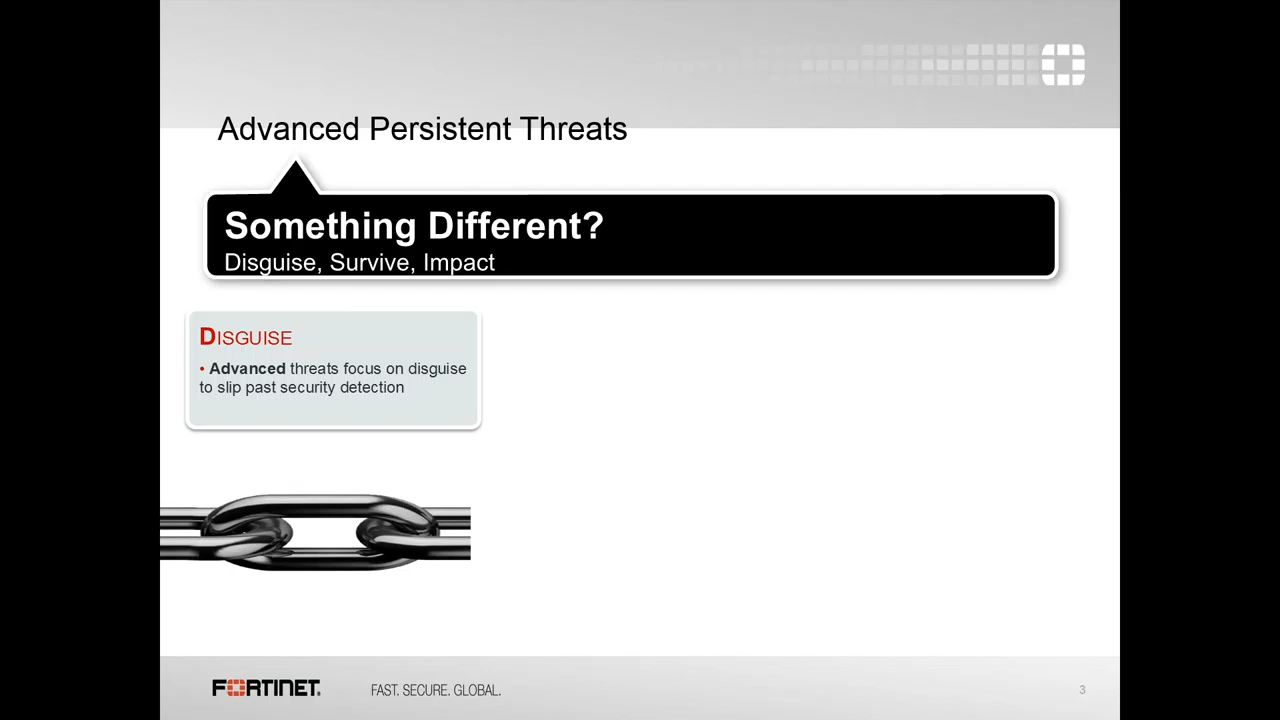 Advanced Persistent Threats
Something Different?
Disguise, Survive, Impact
DISGUISE
• Advanced threats focus on disguise
to slip past security detection
FORTINET® FAST. SECURE. GLOBAL. 3